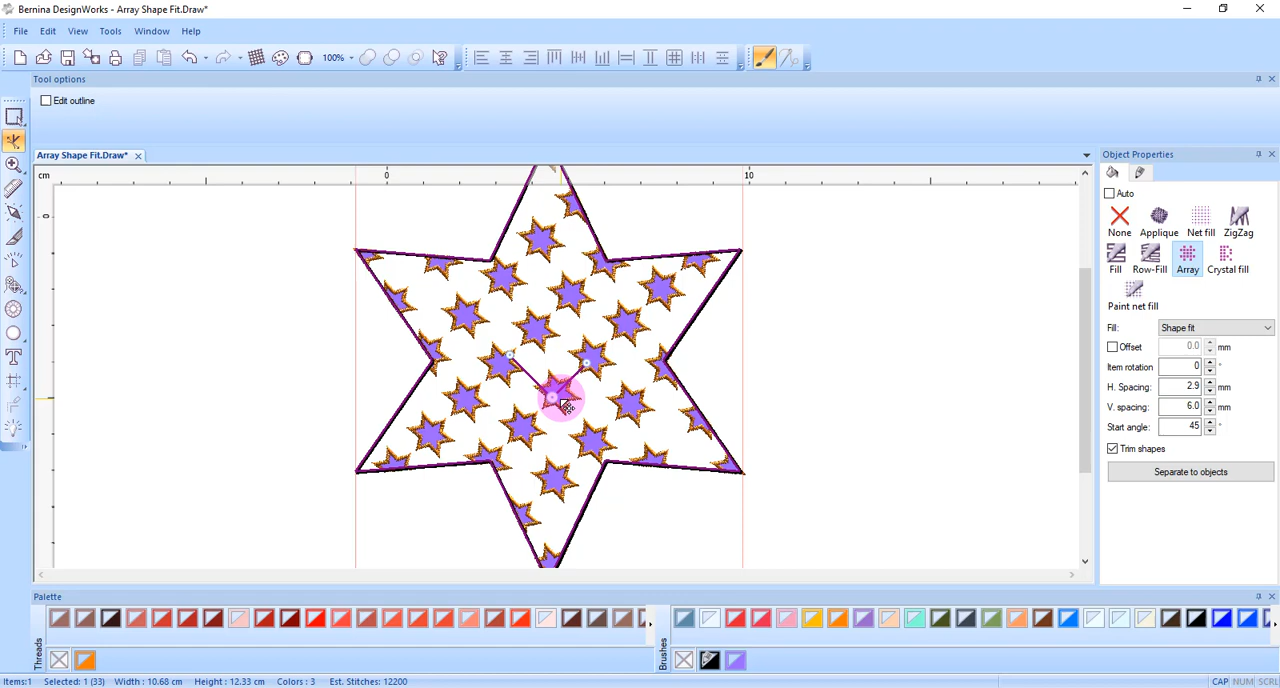 Bernina DesignWorks - Array Shape Fit.Draw*
File Edit View Tools Window Help
100%
Tool options
Edit outline
Array Shape Fit.Draw*
Object Properties
cm
0
10
0
Auto
None Applique Net fill ZigZag
Fill Row-Fill Array Crystal fill
Paint net fill
Fill: Shape fit
Offset 0.0 mm
Item rotation 0 °
H. Spacing: 2.9 mm
V. spacing: 6.0 mm
Start angle: 45 °
Trim shapes
Separate to objects
Palette
Threads
Brushes
Items:1 Selected: 1 (33) Width : 10.68 cm Height : 12.33 cm Colors : 3 Est. Stitches: 12200 CAP NUM SCRL